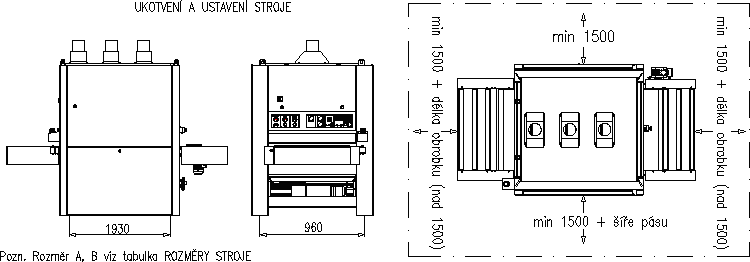 UKOTVENÍ A USTAVENÍ STROJE
min 1500
min 1500 + délka obrobku (nad 1500)
min 1500 + délka obrobku (nad 1500)
min 1500 + šíře pásu
1930
960
Pozn. Rozměr A, B viz tabulka ROZMĚRY STROJE